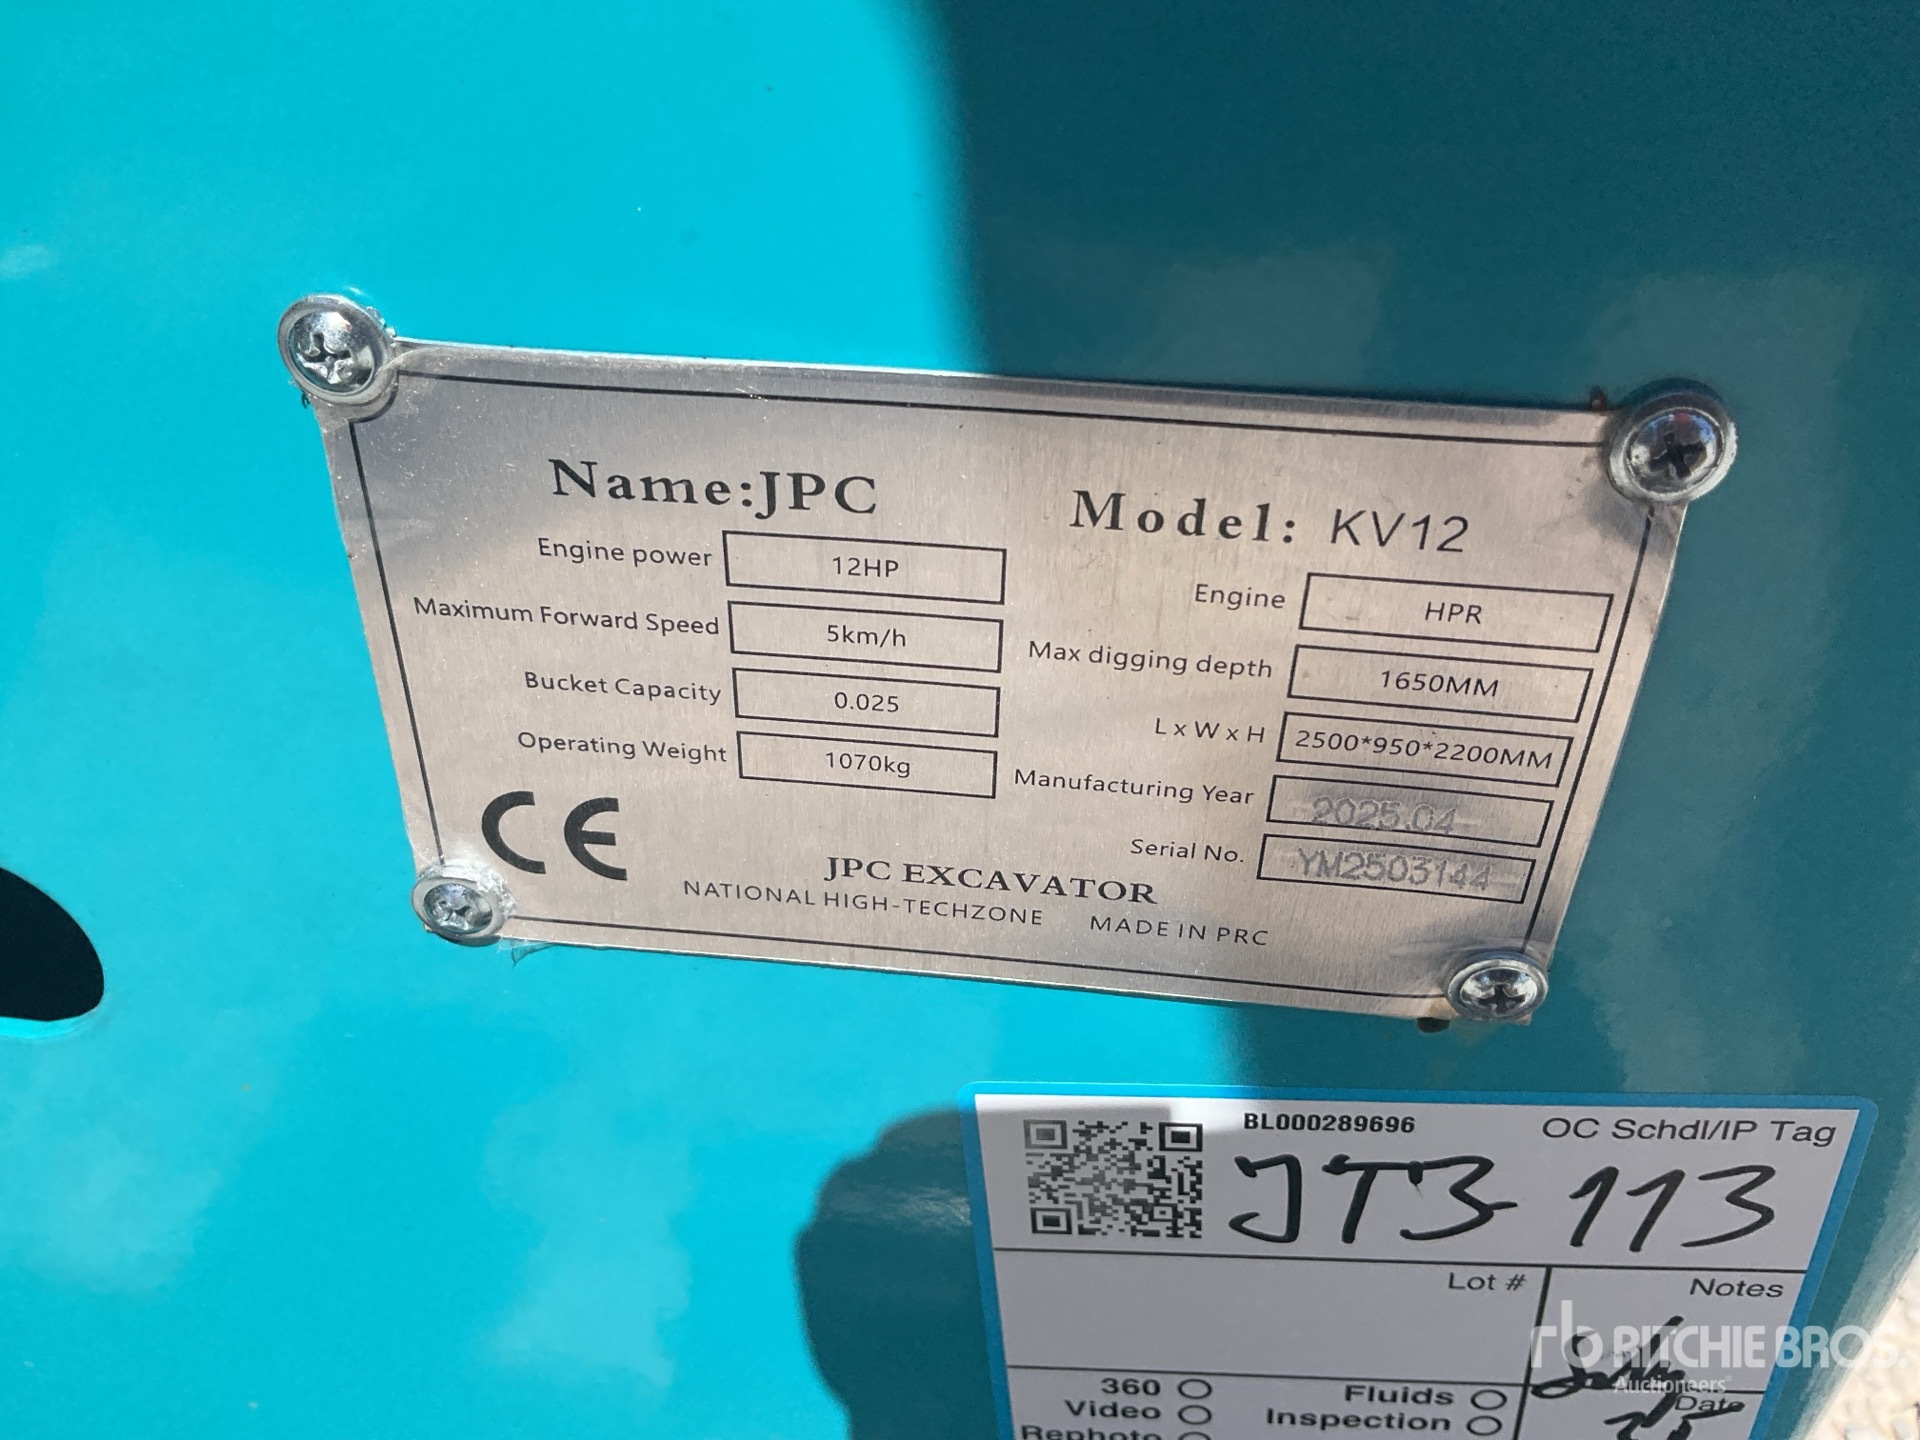 Name:JPC
Model: KV12
Engine power 12HP
Engine HPR
Maximum Forward Speed 5km/h
Max digging depth 1650MM
Bucket Capacity 0.025
L x W x H 2500*950*2200MM
Operating Weight 1070kg
Manufacturing Year 2025.04
Serial No. YM2503144
CE
JPC EXCAVATOR
NATIONAL HIGH-TECHZONE MADE IN PRC
BL000289696 OC Schdl/IP Tag
JT3 113
Lot # Notes
rb RITCHIE BROS.
Auctioneers
360 Fluids
Date
Video Inspection
Rephoto